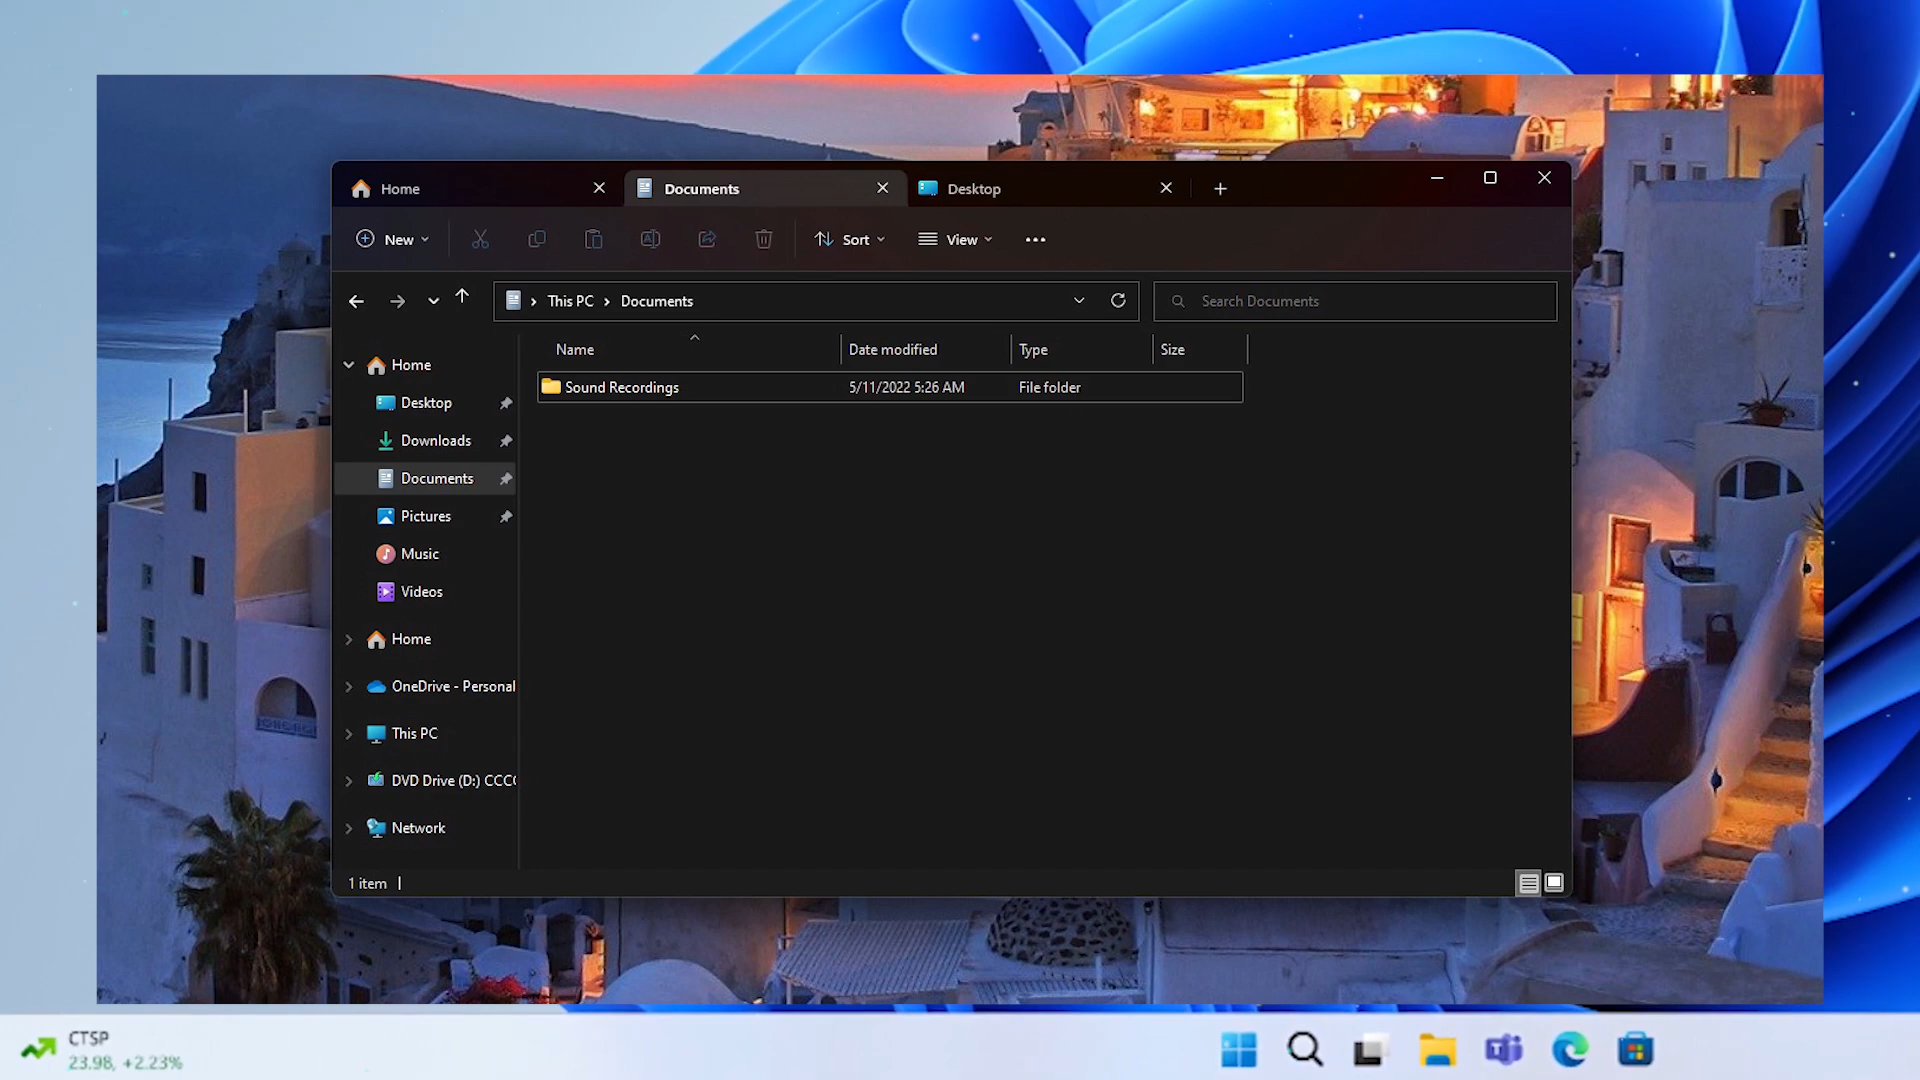 Home
Documents
Desktop
New
Sort
View
This PC
Documents
Search Documents
Name
Date modified
Type
Size
Sound Recordings
5/11/2022 5:26 AM
File folder
Home
Desktop
Downloads
Documents
Pictures
Music
Videos
Home
OneDrive - Personal
This PC
DVD Drive (D:) CCC
Network
1 item
CTSP
23.98, +2.23%